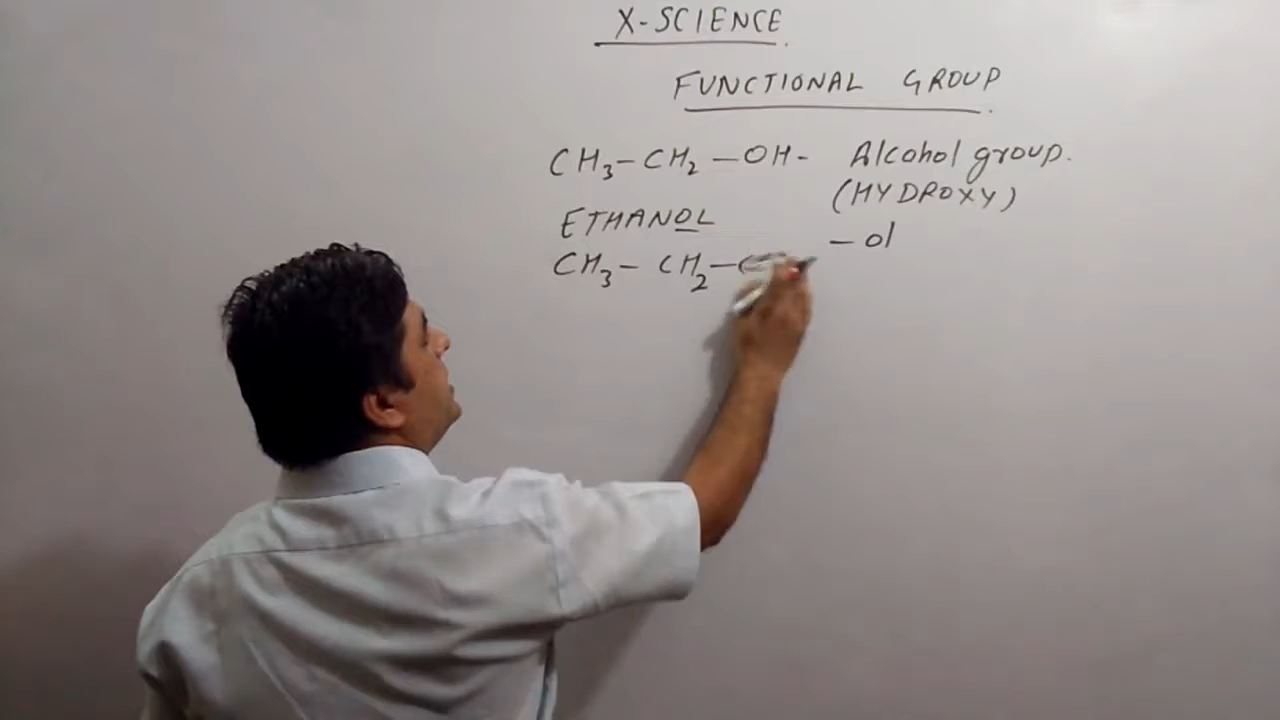 X-SCIENCE
FUNCTIONAL GROUP
CH3-CH2-OH- Alcohol group.
(HYDROXY)
ETHANOL
- ol
CH3- CH2-